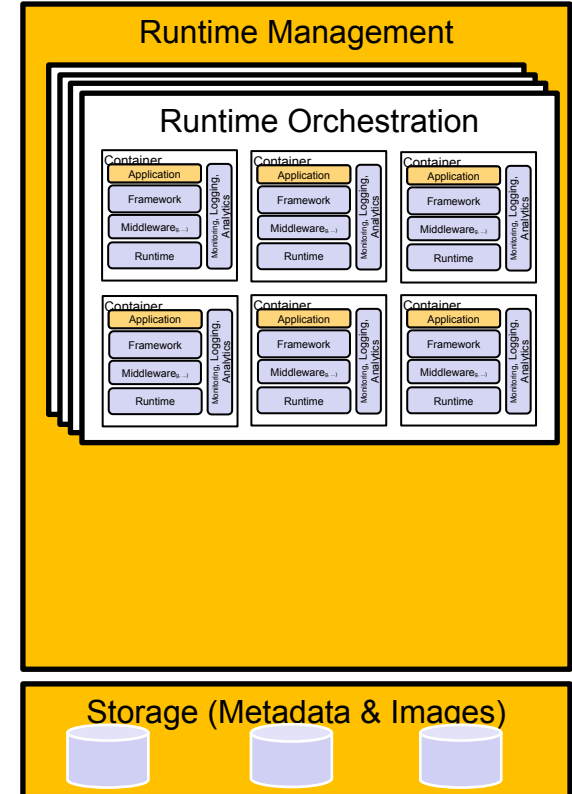 Runtime Management
Runtime Orchestration
Container
Application
Framework
Middleware
Runtime
Monitoring, Logging,
Analytics
Container
Application
Framework
Middleware
Runtime
Monitoring, Logging,
Analytics
Container
Application
Framework
Middleware
Runtime
Monitoring, Logging,
Analytics
Container
Application
Framework
Middleware
Runtime
Monitoring, Logging,
Analytics
Container
Application
Framework
Middleware
Runtime
Monitoring, Logging,
Analytics
Container
Application
Framework
Middleware
Runtime
Monitoring, Logging,
Analytics
Storage (Metadata & Images)